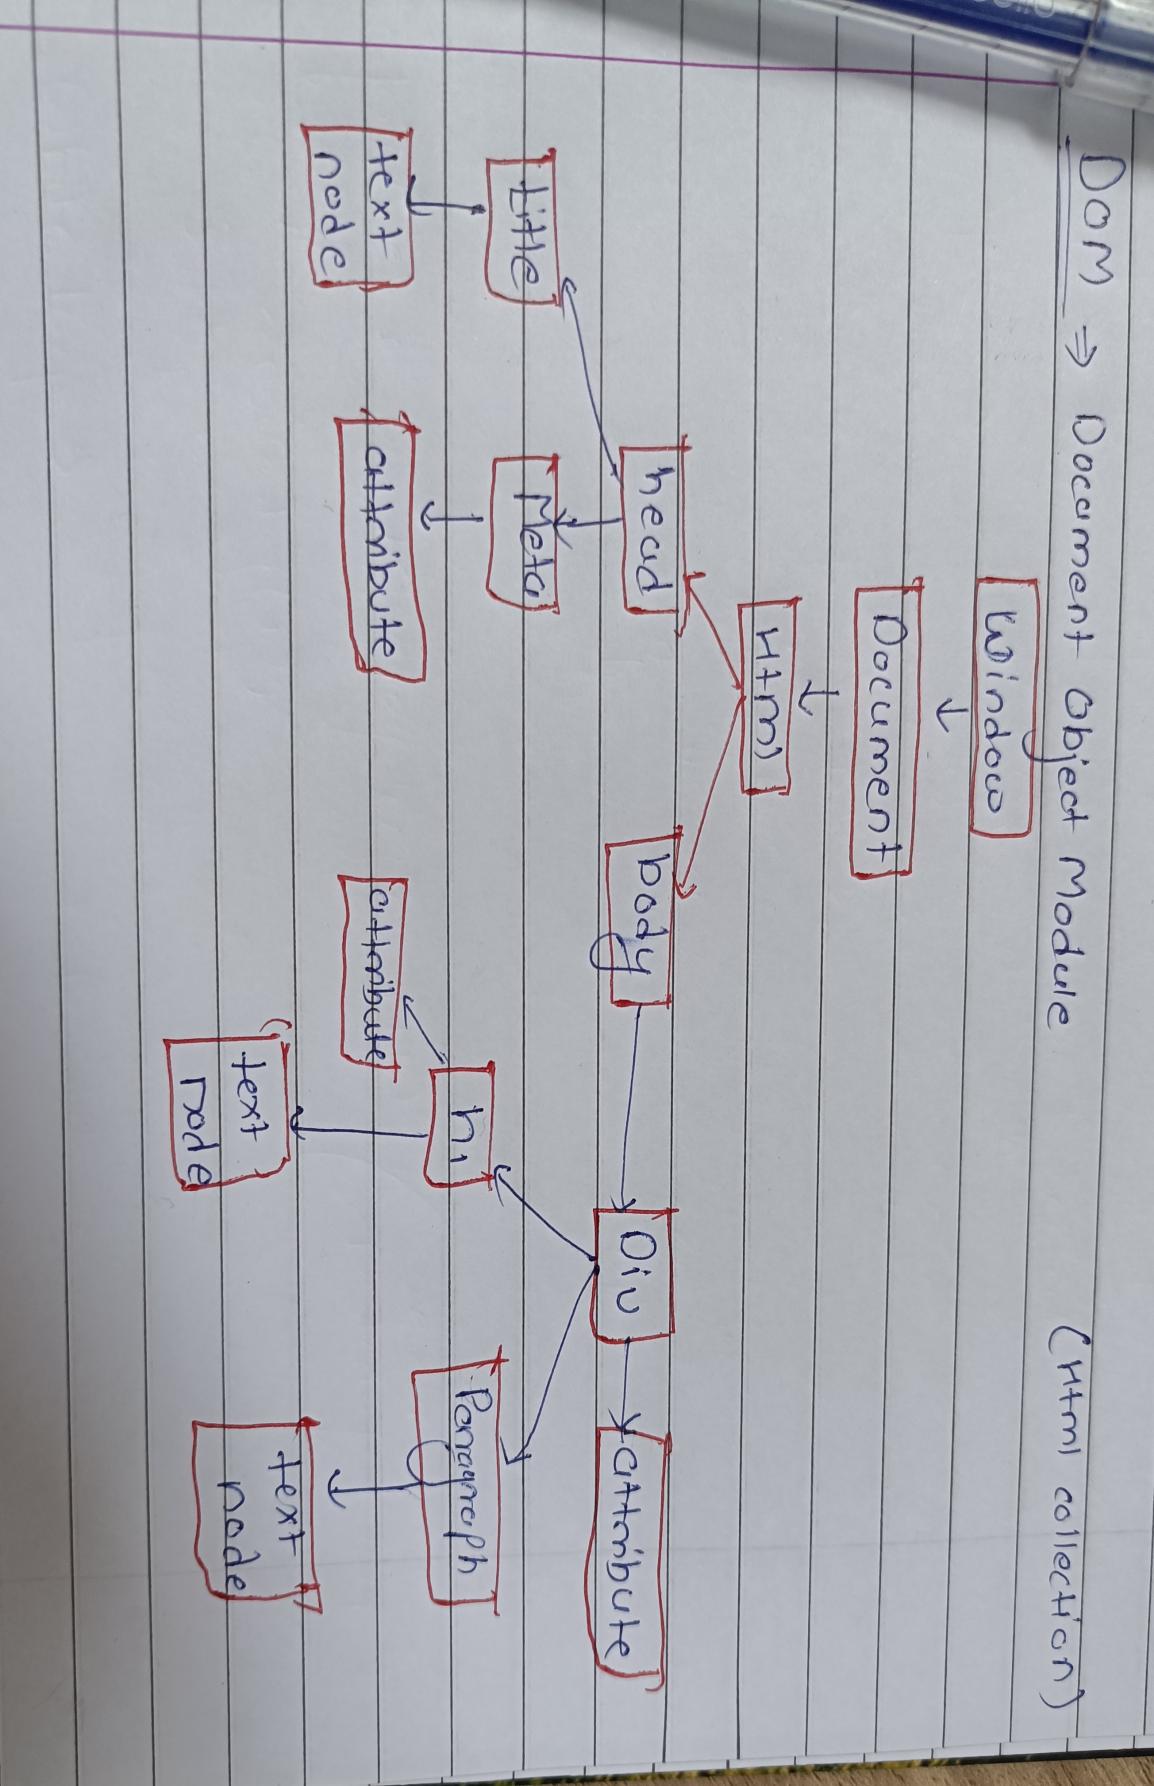 DOM ⇒ Document Object Module (Html collection)
Window
Document
Html
head body Div attribute
title Meta
h1 Paragraph
text
node
attribute
attribute
text
node
text
node